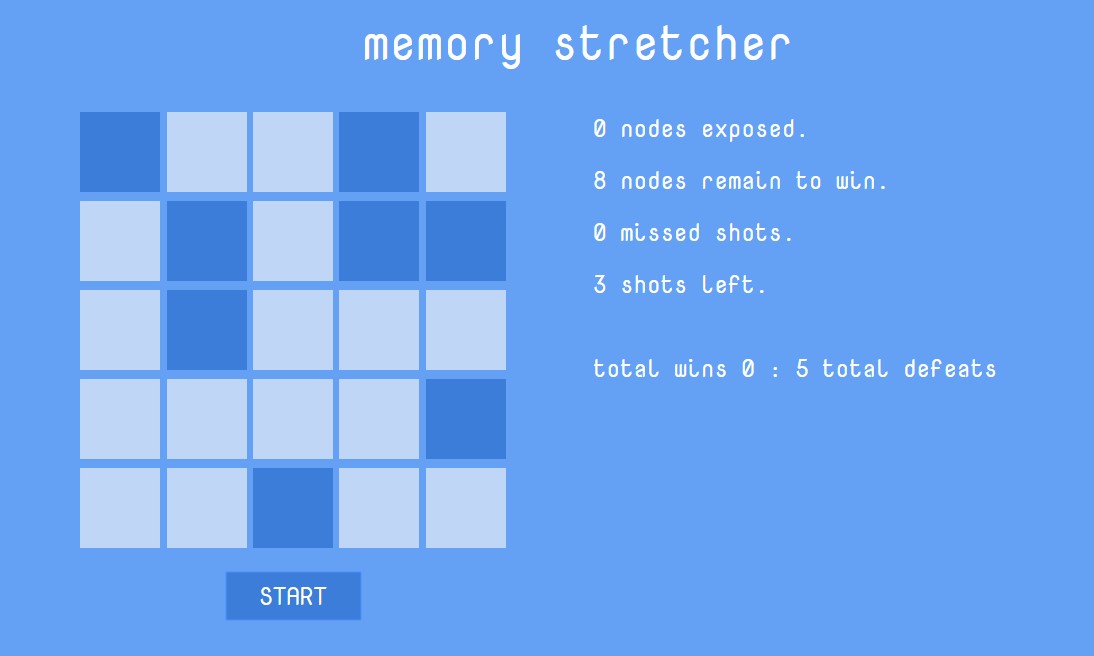 memory stretcher
0 nodes exposed.
8 nodes remain to win.
0 missed shots.
3 shots left.
total wins 0 : 5 total defeats
START